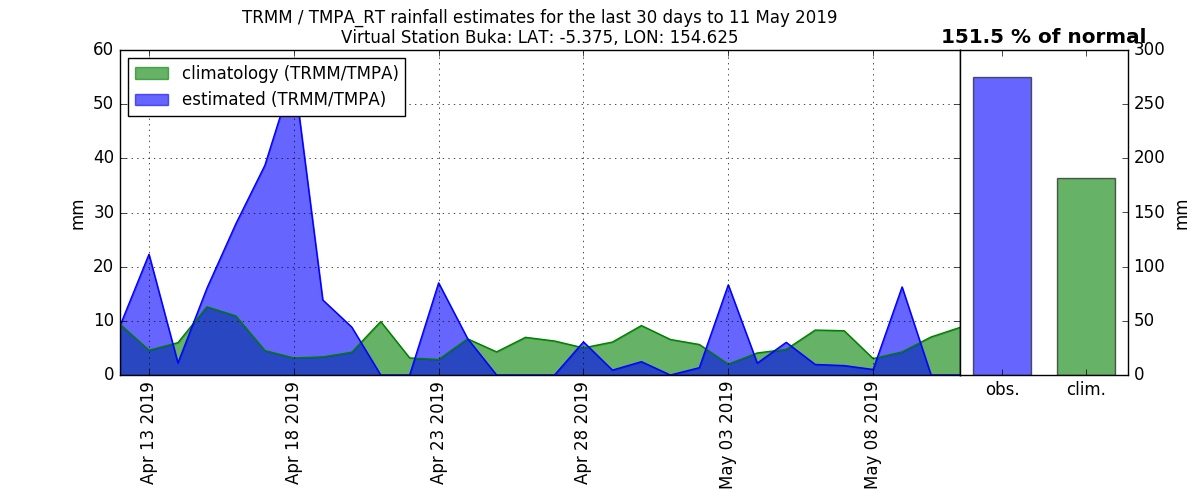 TRMM / TMPA_RT rainfall estimates for the last 30 days to 11 May 2019
Virtual Station Buka: LAT: -5.375, LON: 154.625
151.5 % of normal
climatology (TRMM/TMPA)
estimated (TRMM/TMPA)
60
50
40
30
20
10
0
mm
Apr 13 2019
Apr 18 2019
Apr 23 2019
Apr 28 2019
May 03 2019
May 08 2019
300
250
200
150
100
50
0
mm
obs.
clim.